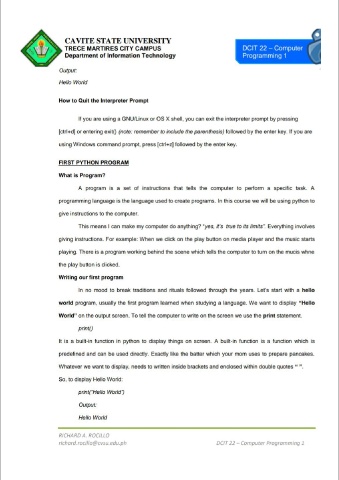 CAVITE STATE UNIVERSITY
TRECE MARTIRES CITY CAMPUS
Department of Information Technology
DCIT 22 – Computer
Programming 1
Output:
Hello World
How to Quit the Interpreter Prompt
If you are using a GNU/Linux or OS X shell, you can exit the interpreter prompt by pressing
[ctrl+d] or entering exit() (note: remember to include the parenthesis) followed by the enter key. If you are
using Windows command prompt, press [ctrl+z] followed by the enter key.
FIRST PYTHON PROGRAM
What is Program?
A program is a set of instructions that tells the computer to perform a specific task. A
programming language is the language used to create programs. In this course we will be using python to
give instructions to the computer.
This means I can make my computer do anything? “yes, it’s true to its limits”. Everything involves
giving instructions. For example: When we click on the play button on media player and the music starts
playing. There is a program working behind the scene which tells the computer to turn on the mucis whne
the play button is clicked.
Writing our first program
In no mood to break traditions and rituals followed through the years. Let's start with a hello
world program, usually the first program learned when studying a language. We want to display “Hello
World” on the output screen. To tell the computer to write on the screen we use the print statement.
print()
It is a built-in function in python to display things on screen. A built-in function is a function which is
predefined and can be used directly. Exactly like the batter which your mom uses to prepare pancakes.
Whatever we want to display, needs to written inside brackets and enclosed within double quotes “ ”.
So, to display Hello World:
print(“Hello World”)
Output:
Hello World
RICHARD A. ROCILLO
richard.rocillo@cvsu.edu.ph DCIT 22 – Computer Programming 1